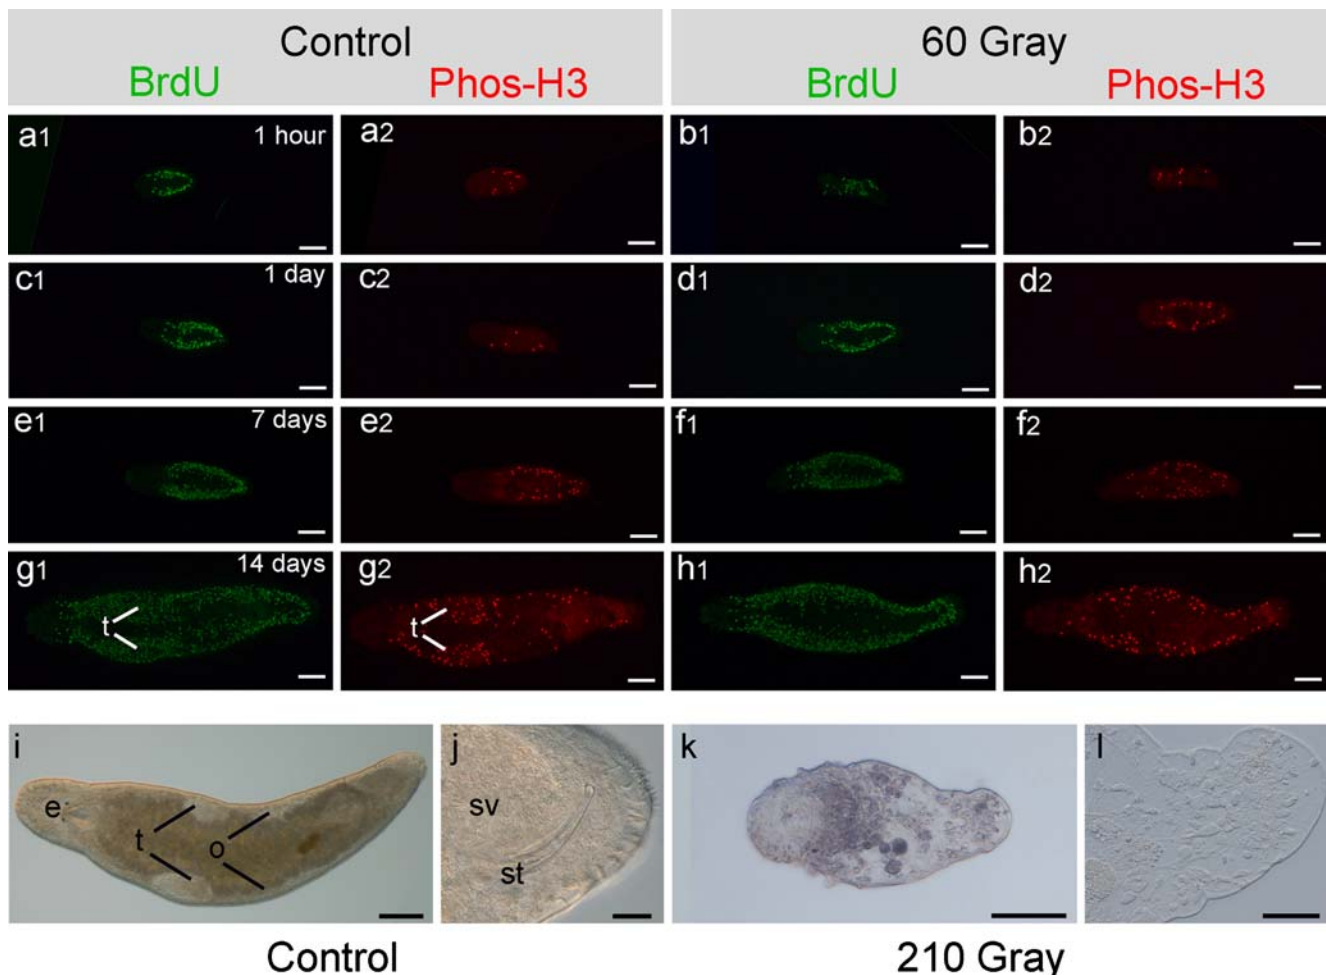 Control
60 Gray
BrdU
Phos-H3
BrdU
Phos-H3
a1
1 hour
a2
b1
b2
c1
1 day
c2
d1
d2
e1
7 days
e2
f1
f2
g1
14 days
g2
h1
h2
t
t
i
j
k
l
e
t
o
sv
st
Control
210 Gray